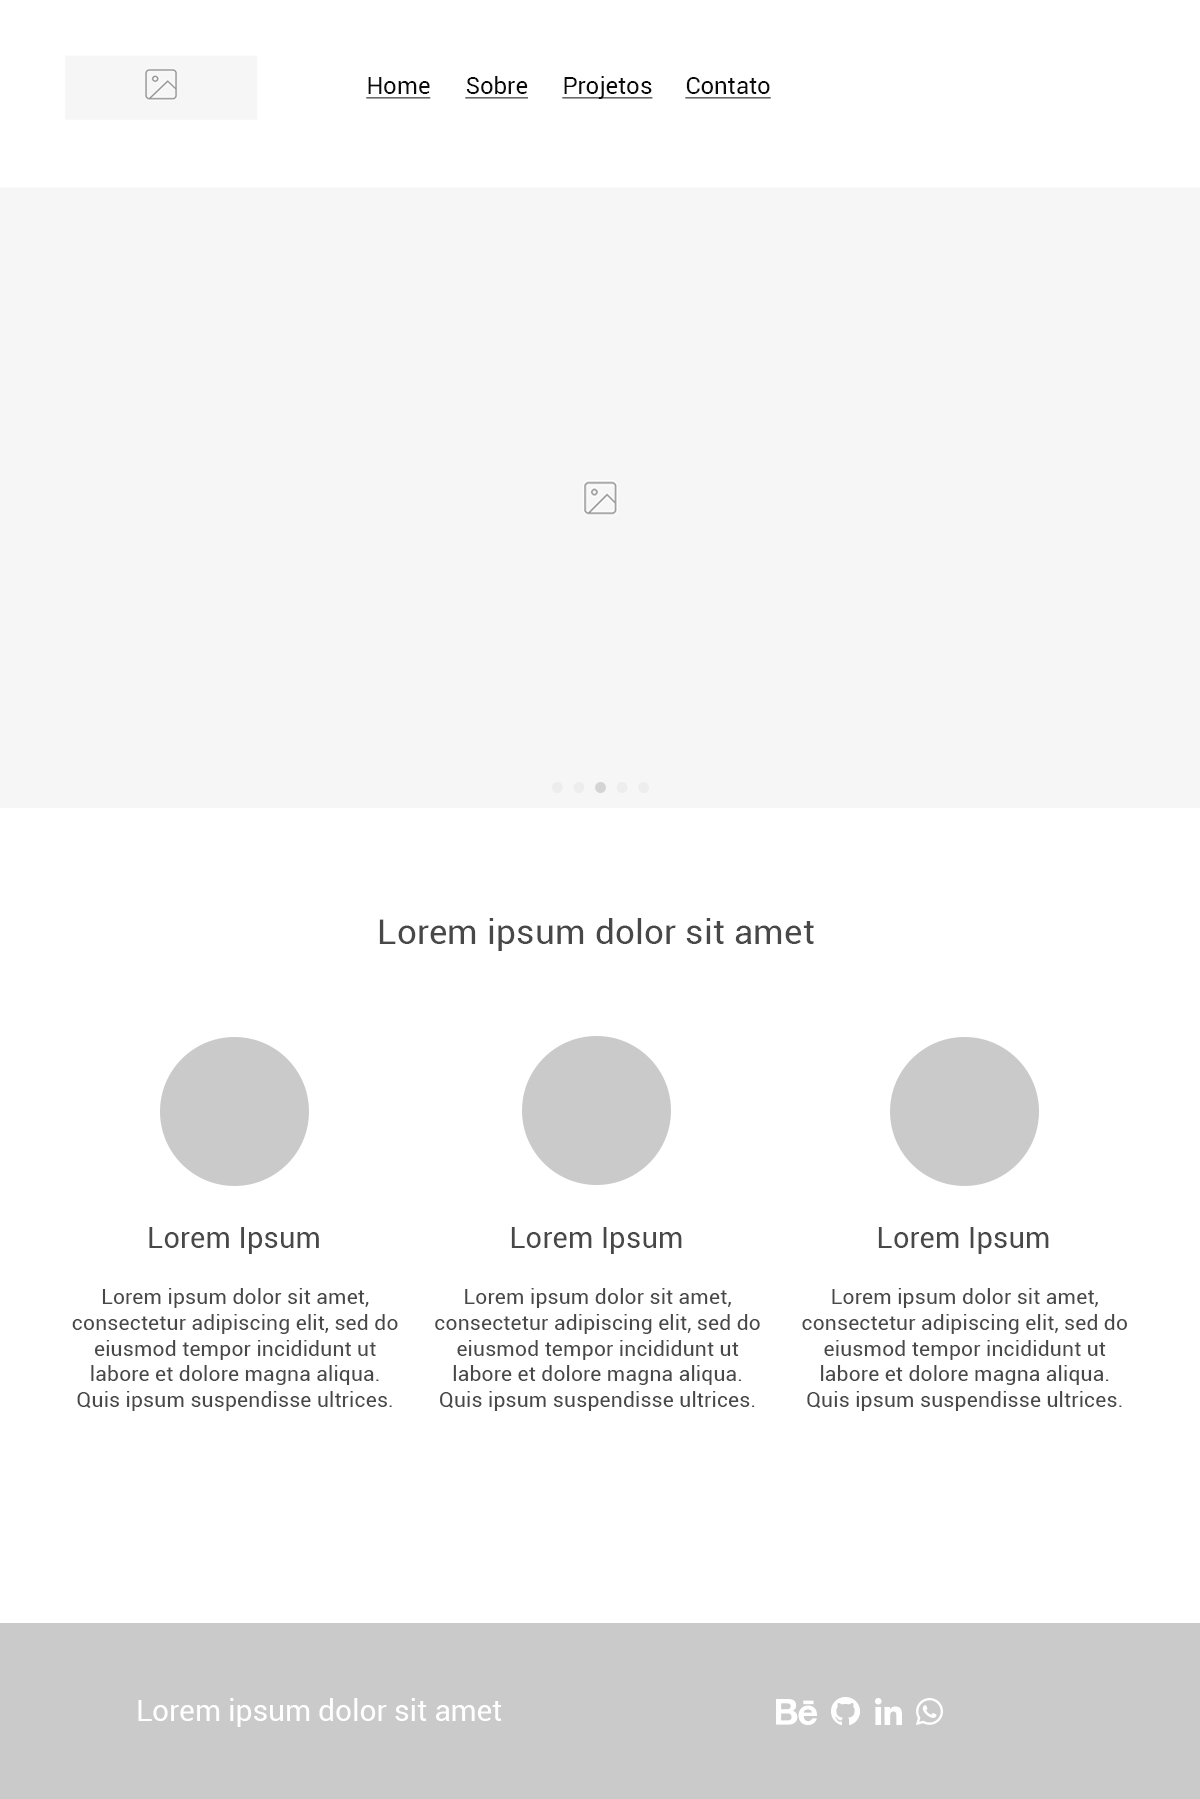 Home Sobre Projetos Contato
Lorem ipsum dolor sit amet
Lorem Ipsum
Lorem ipsum dolor sit amet,
consectetur adipiscing elit, sed do
eiusmod tempor incididunt ut
labore et dolore magna aliqua.
Quis ipsum suspendisse ultrices.
Lorem Ipsum
Lorem ipsum dolor sit amet,
consectetur adipiscing elit, sed do
eiusmod tempor incididunt ut
labore et dolore magna aliqua.
Quis ipsum suspendisse ultrices.
Lorem Ipsum
Lorem ipsum dolor sit amet,
consectetur adipiscing elit, sed do
eiusmod tempor incididunt ut
labore et dolore magna aliqua.
Quis ipsum suspendisse ultrices.
Lorem ipsum dolor sit amet
Bē in